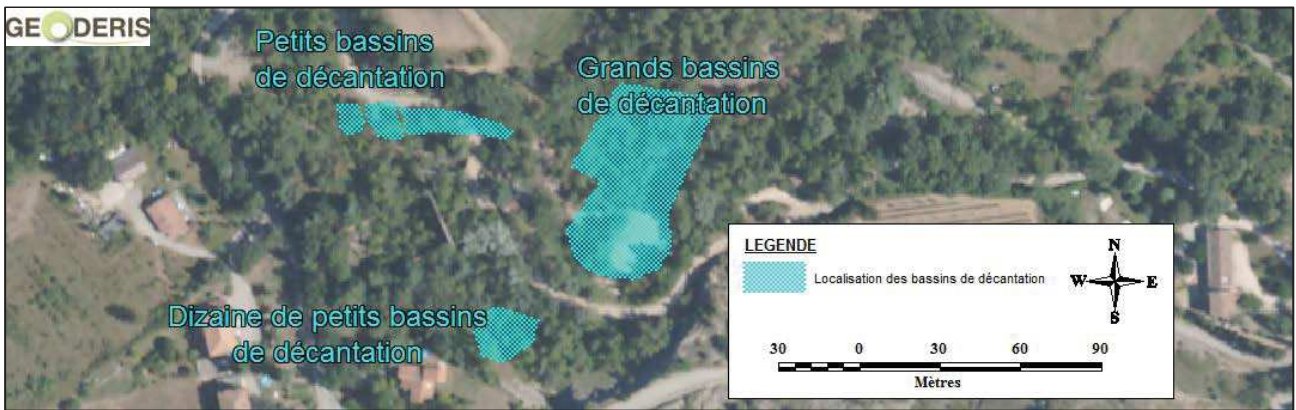 GEODERIS
Petits bassins
de décantation
Grands bassins
de décantation
Dizaine de petits bassins
de décantation
LEGENDE
Localisation des bassins de décantation
N
W E
S
30 0 30 60 90
Mètres